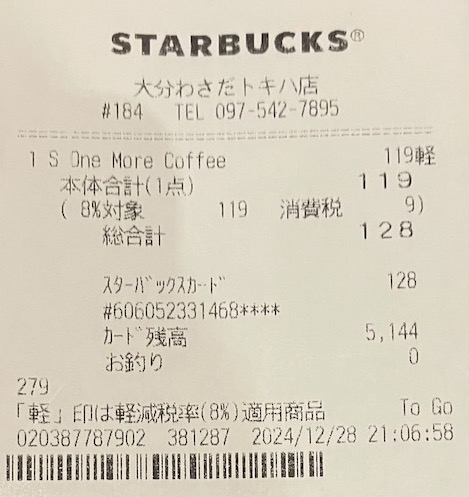 STARBUCKS®
大分わさだトキハ店
#184 TEL 097-542-7895
1 S One More Coffee 119軽
本体合計(1点) 119
( 8%対象 119 消費税 9)
総合計 128
ｽﾀｰﾊﾞｯｸｽｶｰﾄﾞ 128
#606052331468****
ｶｰﾄﾞ残高 5,144
お釣り 0
279
「軽」印は軽減税率(8%)適用商品 To Go
020387787902 381287 2024/12/28 21:06:58